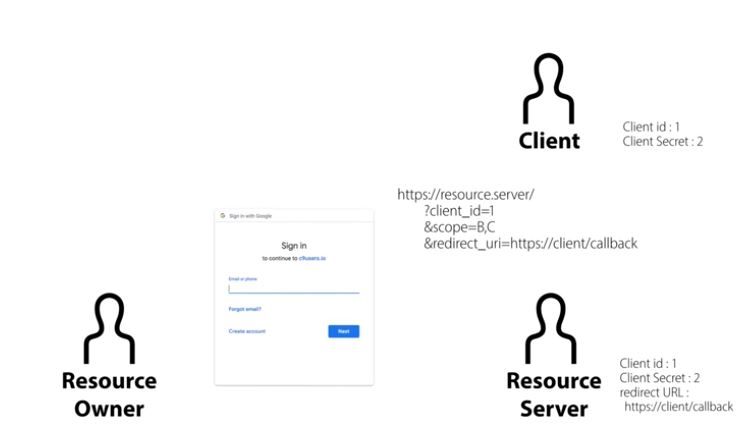 Client
Client id : 1
Client Secret : 2
https://resource.server/
?client_id=1
&scope=B,C
&redirect_uri=https://client/callback
G Sign in with Google
Sign in
to continue to c9users.io
Email or phone
Forgot email?
Create account
Next
Resource
Owner
Resource
Server
Client id : 1
Client Secret : 2
redirect URL :
https://client/callback